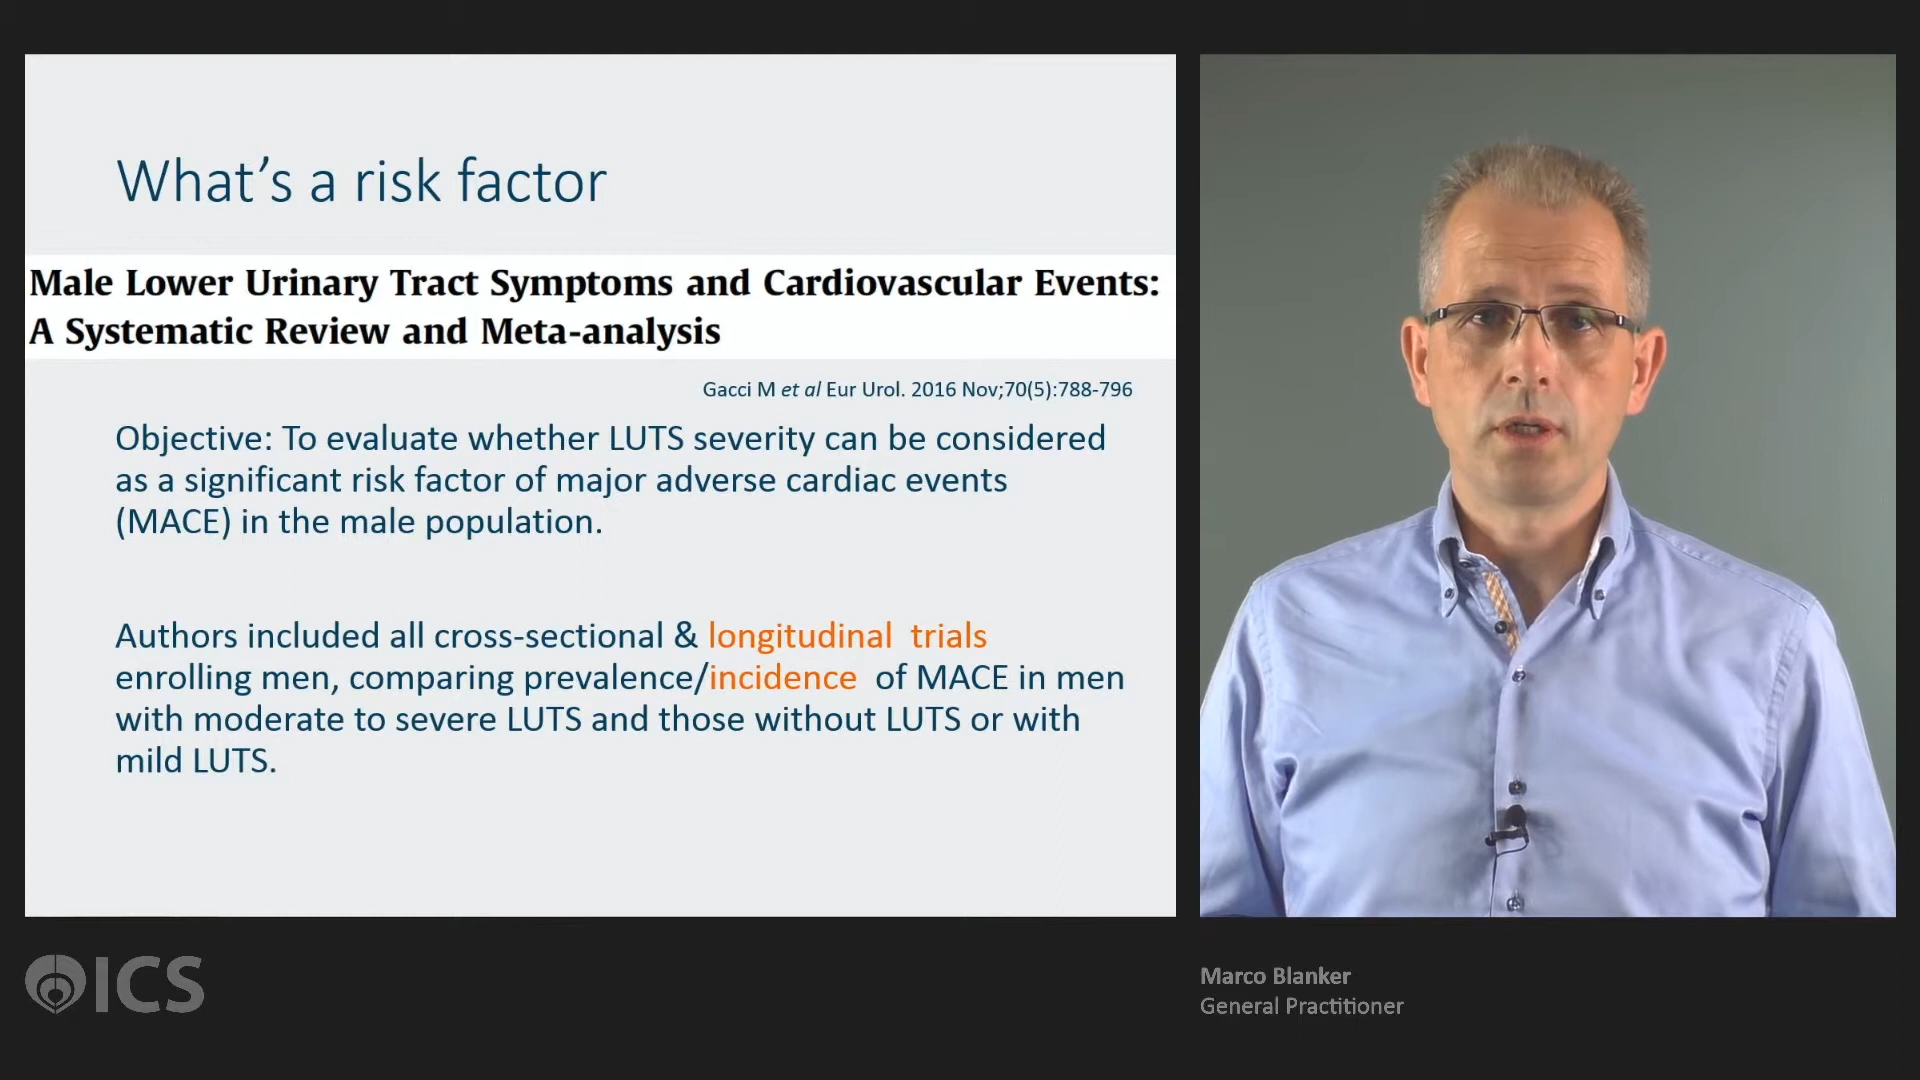 What's a risk factor
Male Lower Urinary Tract Symptoms and Cardiovascular Events:
A Systematic Review and Meta-analysis
Gacci M et al Eur Urol. 2016 Nov;70(5):788-796
Objective: To evaluate whether LUTS severity can be considered
as a significant risk factor of major adverse cardiac events
(MACE) in the male population.
Authors included all cross-sectional & longitudinal trials
enrolling men, comparing prevalence/incidence of MACE in men
with moderate to severe LUTS and those without LUTS or with
mild LUTS.
ICS
Marco Blanker
General Practitioner